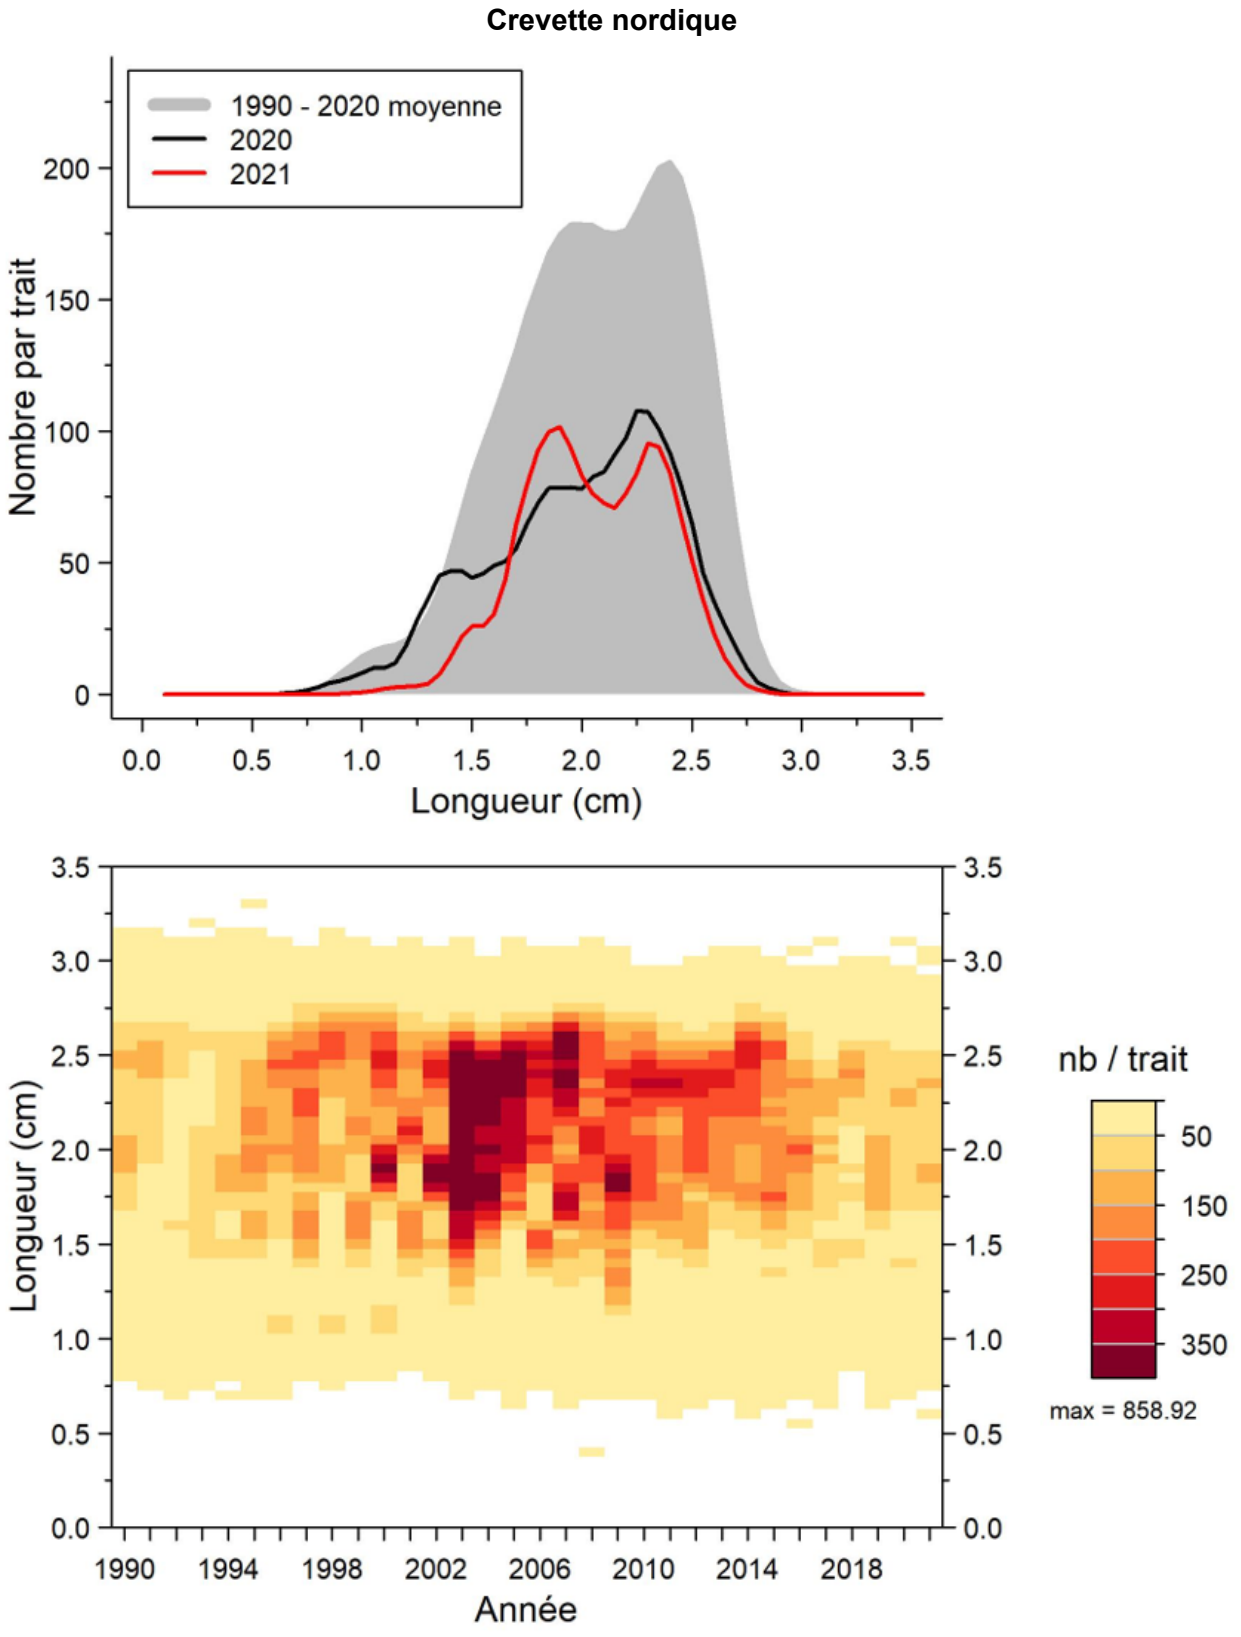 Crevette nordique
1990 - 2020 moyenne
2020
2021
Nombre par trait
200
150
100
50
0
0.0 0.5 1.0 1.5 2.0 2.5 3.0 3.5
Longueur (cm)
Longueur (cm)
3.5 3.5
3.0 3.0
2.5 2.5
2.0 2.0
1.5 1.5
1.0 1.0
0.5 0.5
0.0 0.0
1990 1994 1998 2002 2006 2010 2014 2018
Année
nb / trait
50
150
250
350
max = 858.92